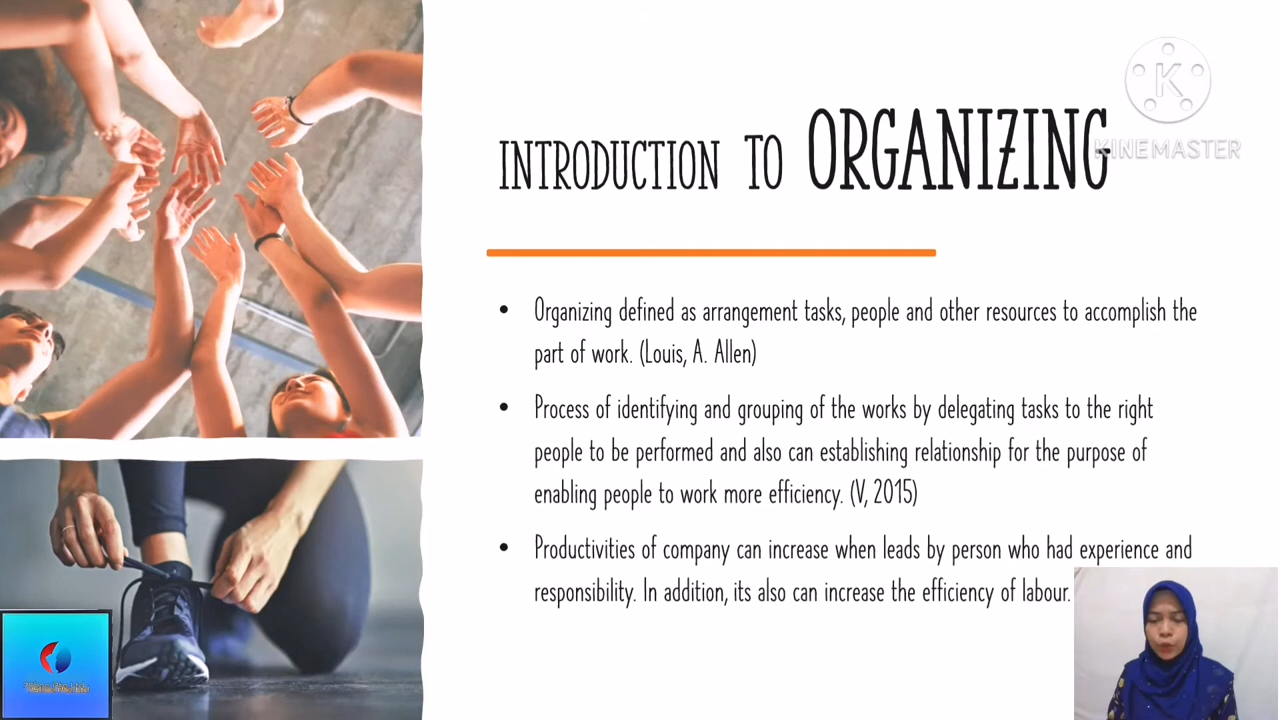 INTRODUCTION TO ORGANIZING
KINEMASTER
• Organizing defined as arrangement tasks, people and other resources to accomplish the
part of work. (Louis, A. Allen)
• Process of identifying and grouping of the works by delegating tasks to the right
people to be performed and also can establishing relationship for the purpose of
enabling people to work more efficiency. (V, 2015)
• Productivities of company can increase when leads by person who had experience and
responsibility. In addition, its also can increase the efficiency of labour.